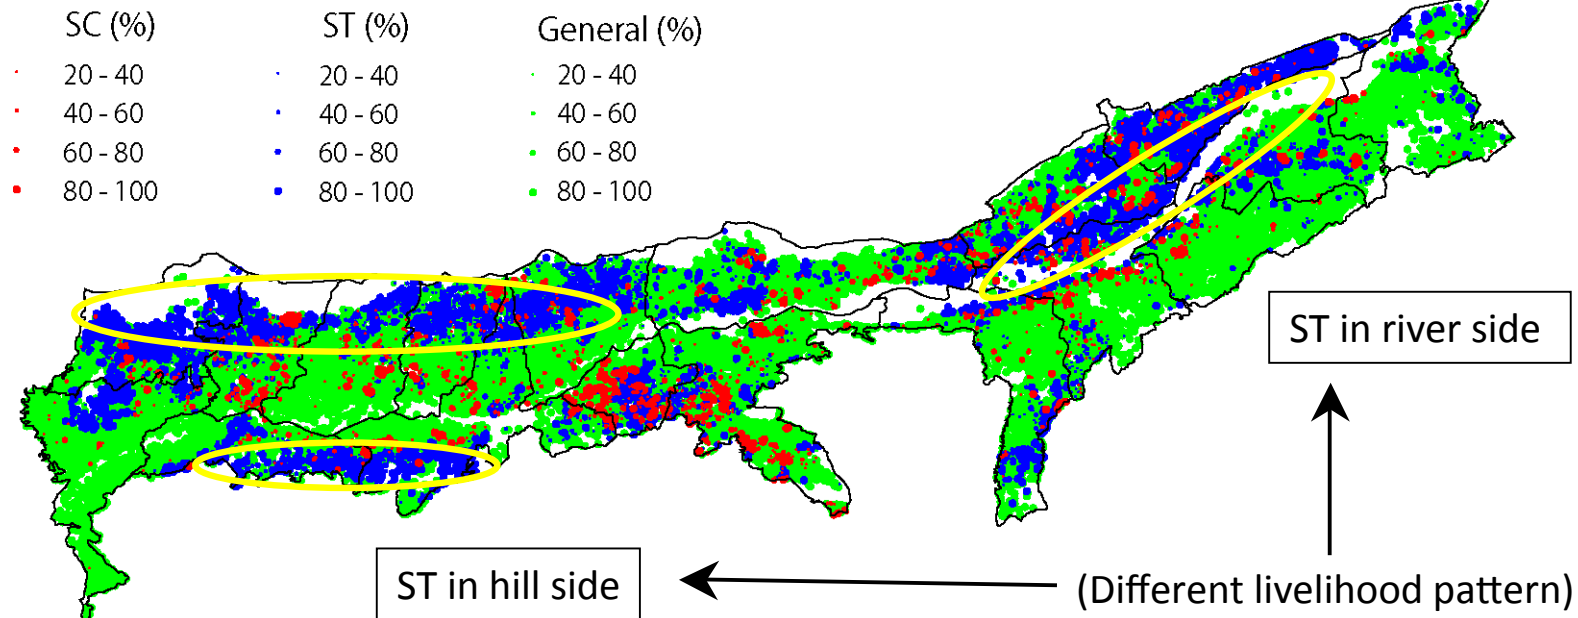 SC (%) ST (%) General (%)
20 - 40 20 - 40 20 - 40
40 - 60 40 - 60 40 - 60
60 - 80 60 - 80 60 - 80
80 - 100 80 - 100 80 - 100
ST in river side
ST in hill side
(Different livelihood pattern)